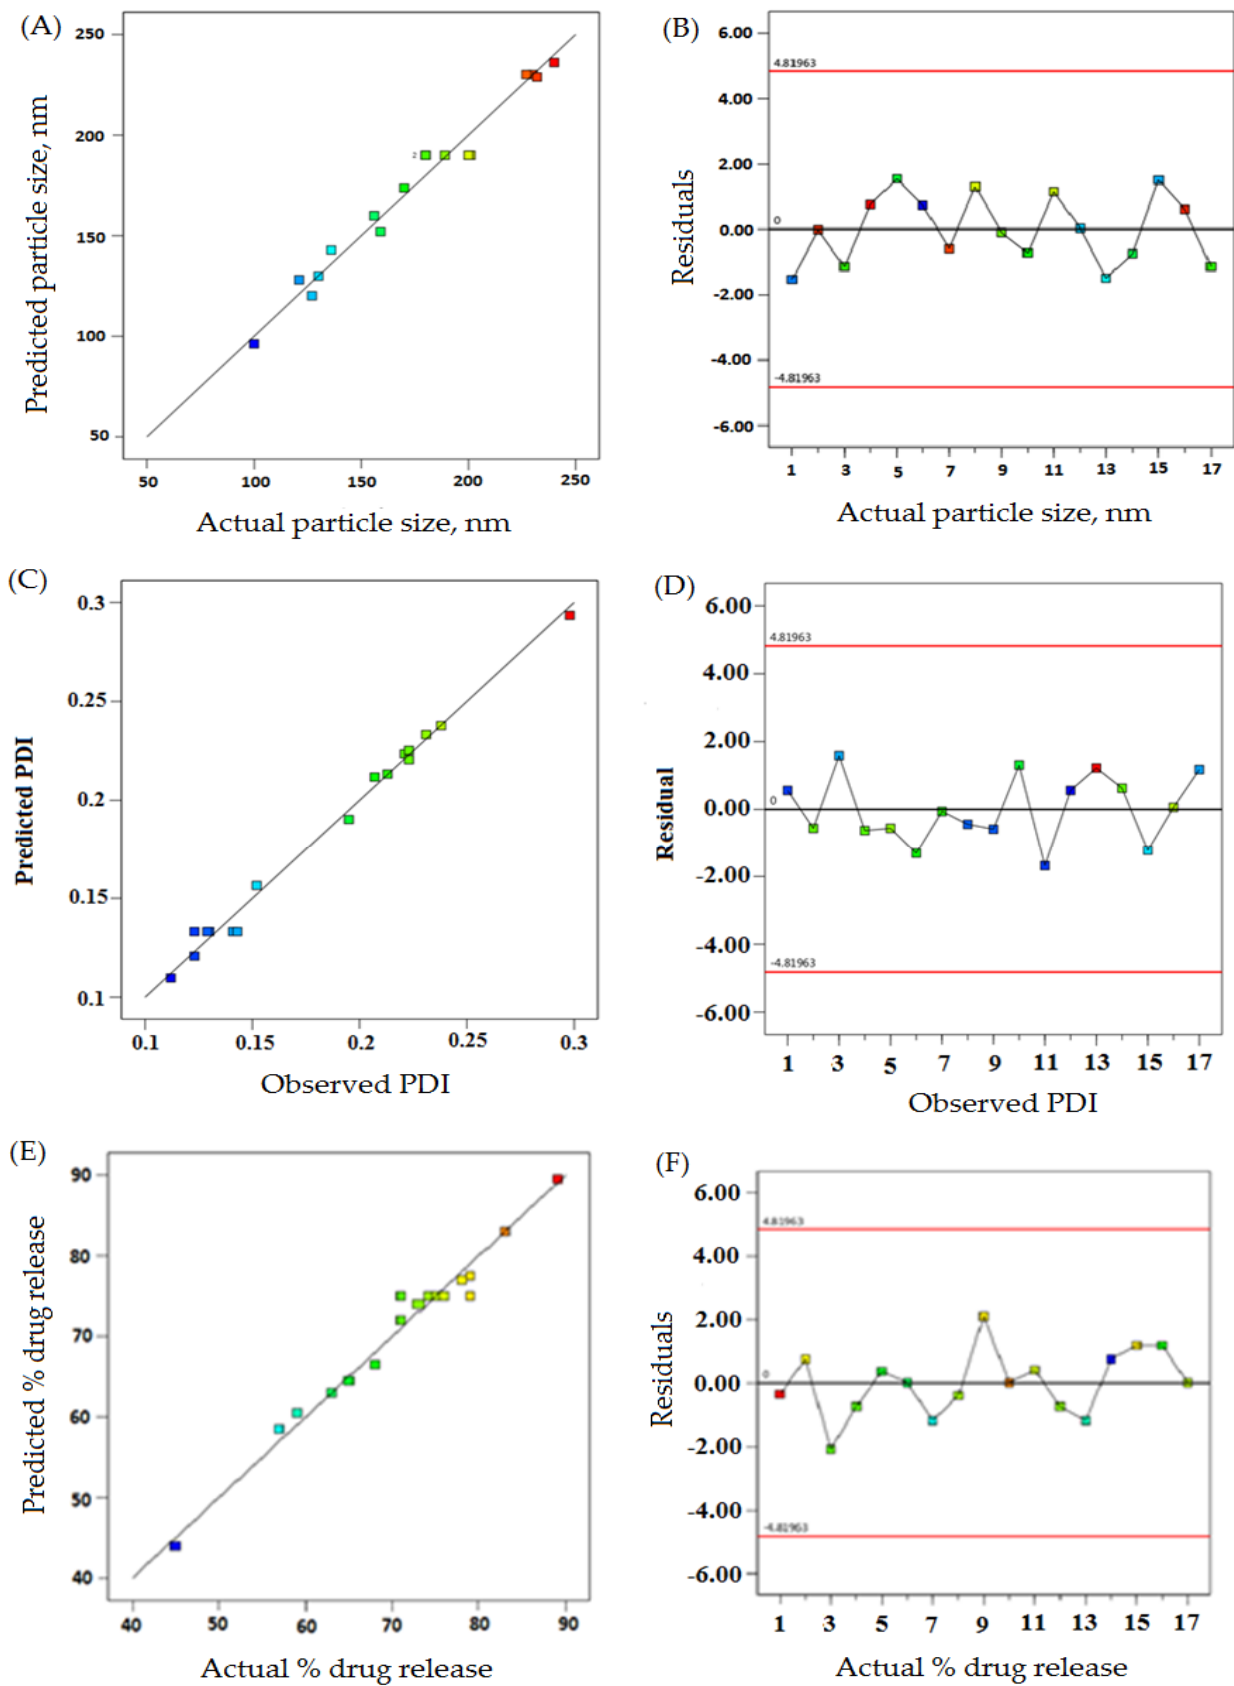 (A)
Predicted particle size, nm
250
200
150
100
50
2
50 100 150 200 250
Actual particle size, nm
(B)
Residuals
6.00
4.00
2.00
0.00
-2.00
-4.00
-6.00
4.81963
0
-4.81963
1 3 5 7 9 11 13 15 17
Actual particle size, nm
(C)
Predicted PDI
0.3
0.25
0.2
0.15
0.1
0.1 0.15 0.2 0.25 0.3
Observed PDI
(D)
Residual
6.00
4.00
2.00
0.00
-2.00
-4.00
-6.00
4.81963
0
-4.81963
1 3 5 7 9 11 13 15 17
Observed PDI
(E)
Predicted % drug release
90
80
70
60
50
40
40 50 60 70 80 90
Actual % drug release
(F)
Residuals
6.00
4.00
2.00
0.00
-2.00
-4.00
-6.00
4.81963
0
-4.81963
1 3 5 7 9 11 13 15 17
Actual % drug release